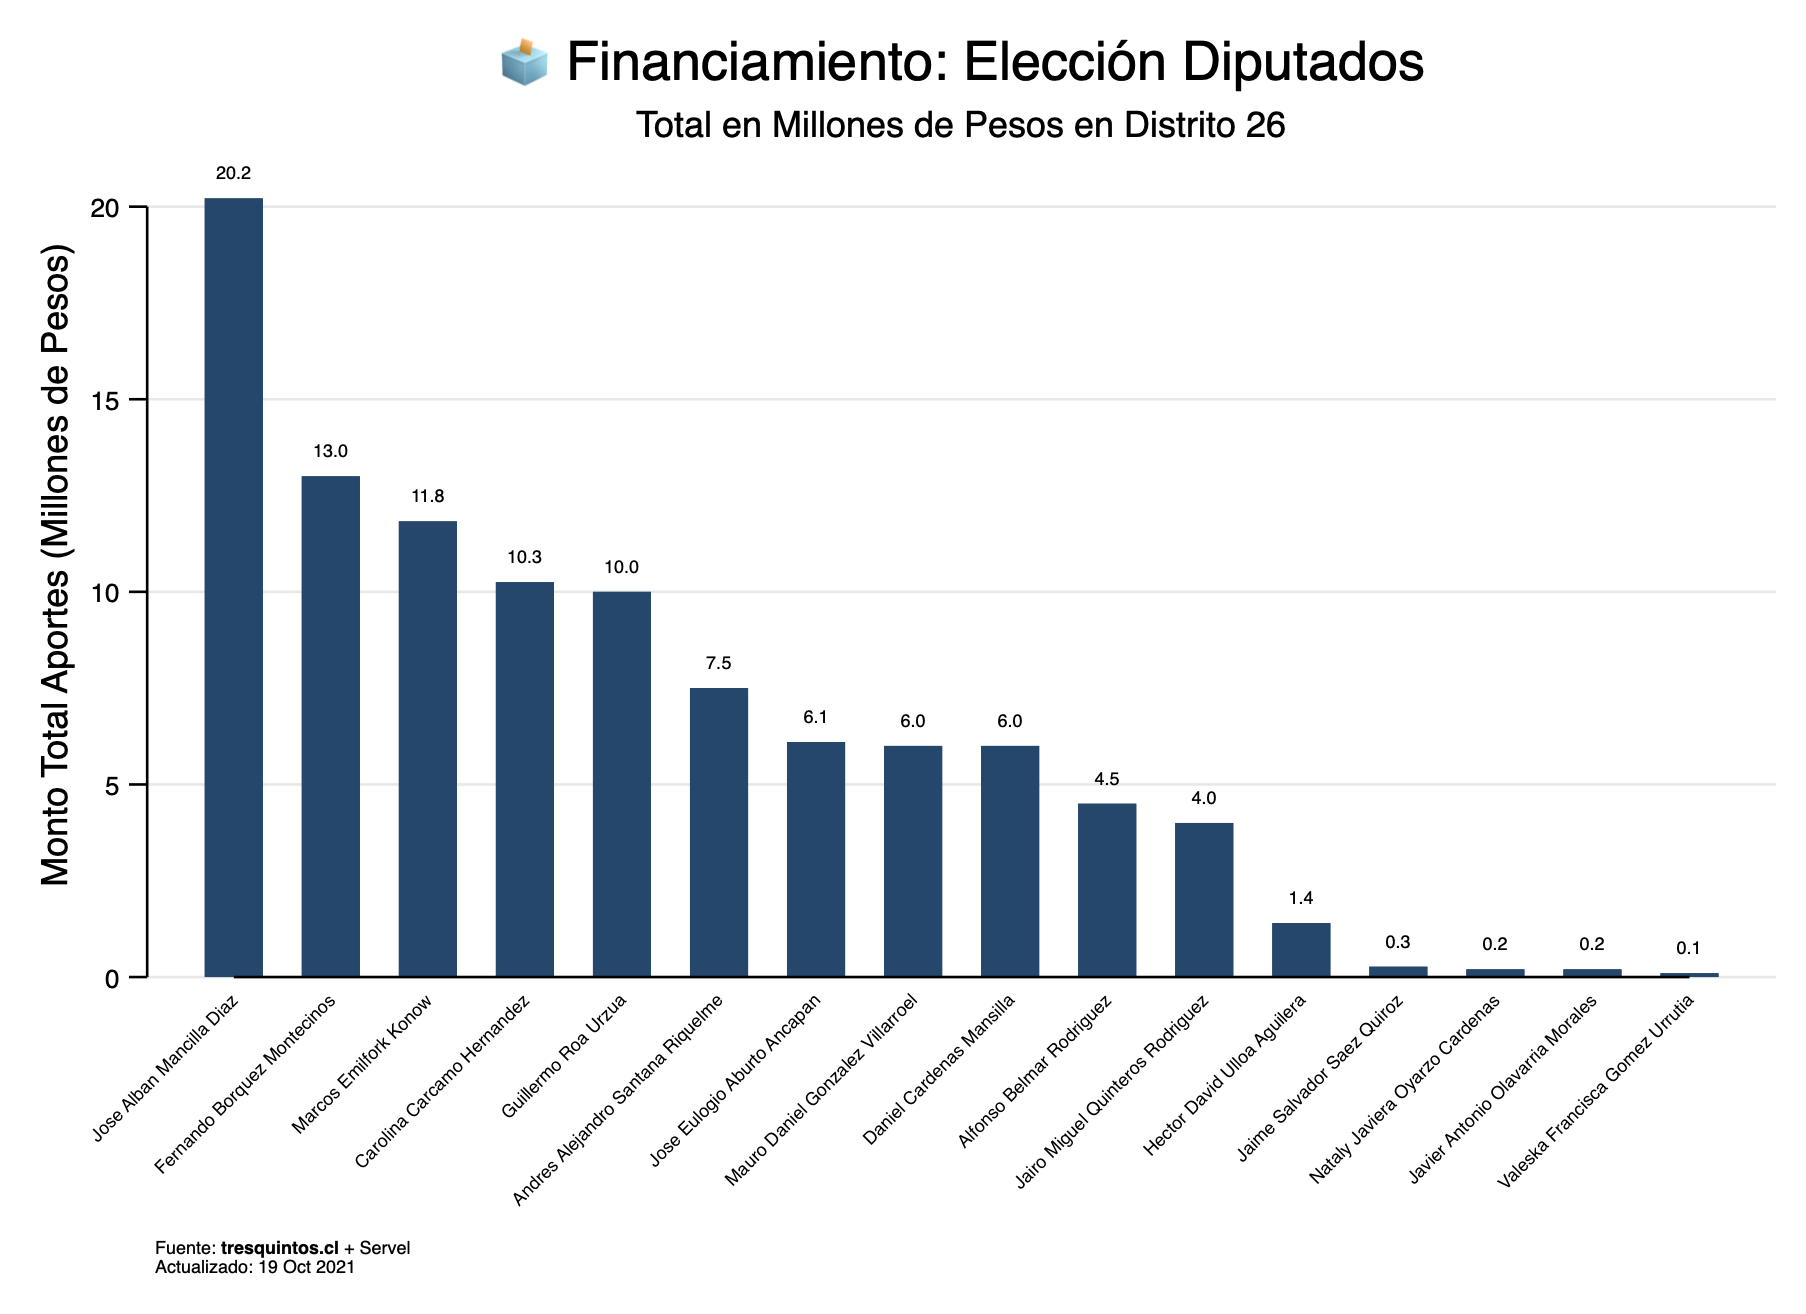 Financiamiento: Elección Diputados
Total en Millones de Pesos en Distrito 26
Monto Total Aportes (Millones de Pesos)
20
15
10
5
0
20.2
13.0
11.8
10.3
10.0
7.5
6.1
6.0
6.0
4.5
4.0
1.4
0.3
0.2
0.2
0.1
Jose Alban Mancilla Diaz
Fernando Borquez Montecinos
Marcos Emilfork Konow
Carolina Carcamo Hernandez
Guillermo Roa Urzua
Andres Alejandro Santana Riquelme
Jose Eulogio Aburto Ancapan
Mauro Daniel Gonzalez Villarroel
Daniel Cardenas Mansilla
Alfonso Belmar Rodriguez
Jairo Miguel Quinteros Rodriguez
Hector David Ulloa Aguilera
Jaime Salvador Saez Quiroz
Nataly Javiera Oyarzo Cardenas
Javier Antonio Olavarria Morales
Valeska Francisca Gomez Urrutia
Fuente: tresquintos.cl + Servel
Actualizado: 19 Oct 2021